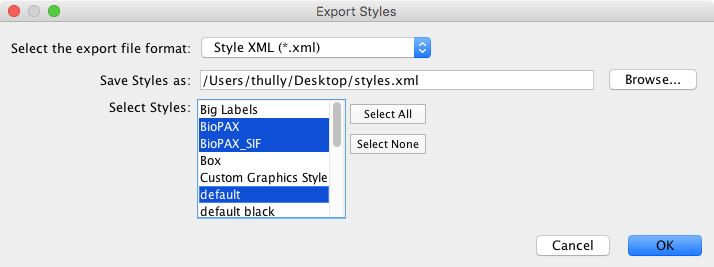 Export Styles
Select the export file format: Style XML (*.xml)
Save Styles as: /Users/thully/Desktop/styles.xml Browse...
Select Styles: Big Labels Select All
BioPAX
BioPAX_SIF Select None
Box
Custom Graphics Style
default
default black
Cancel OK